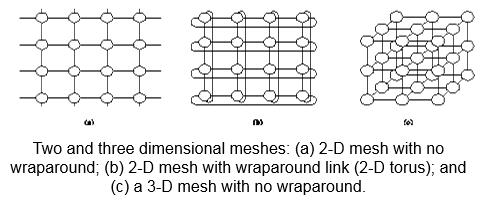 (a)
(b)
(c)
Two and three dimensional meshes: (a) 2-D mesh with no
wraparound; (b) 2-D mesh with wraparound link (2-D torus); and
(c) a 3-D mesh with no wraparound.